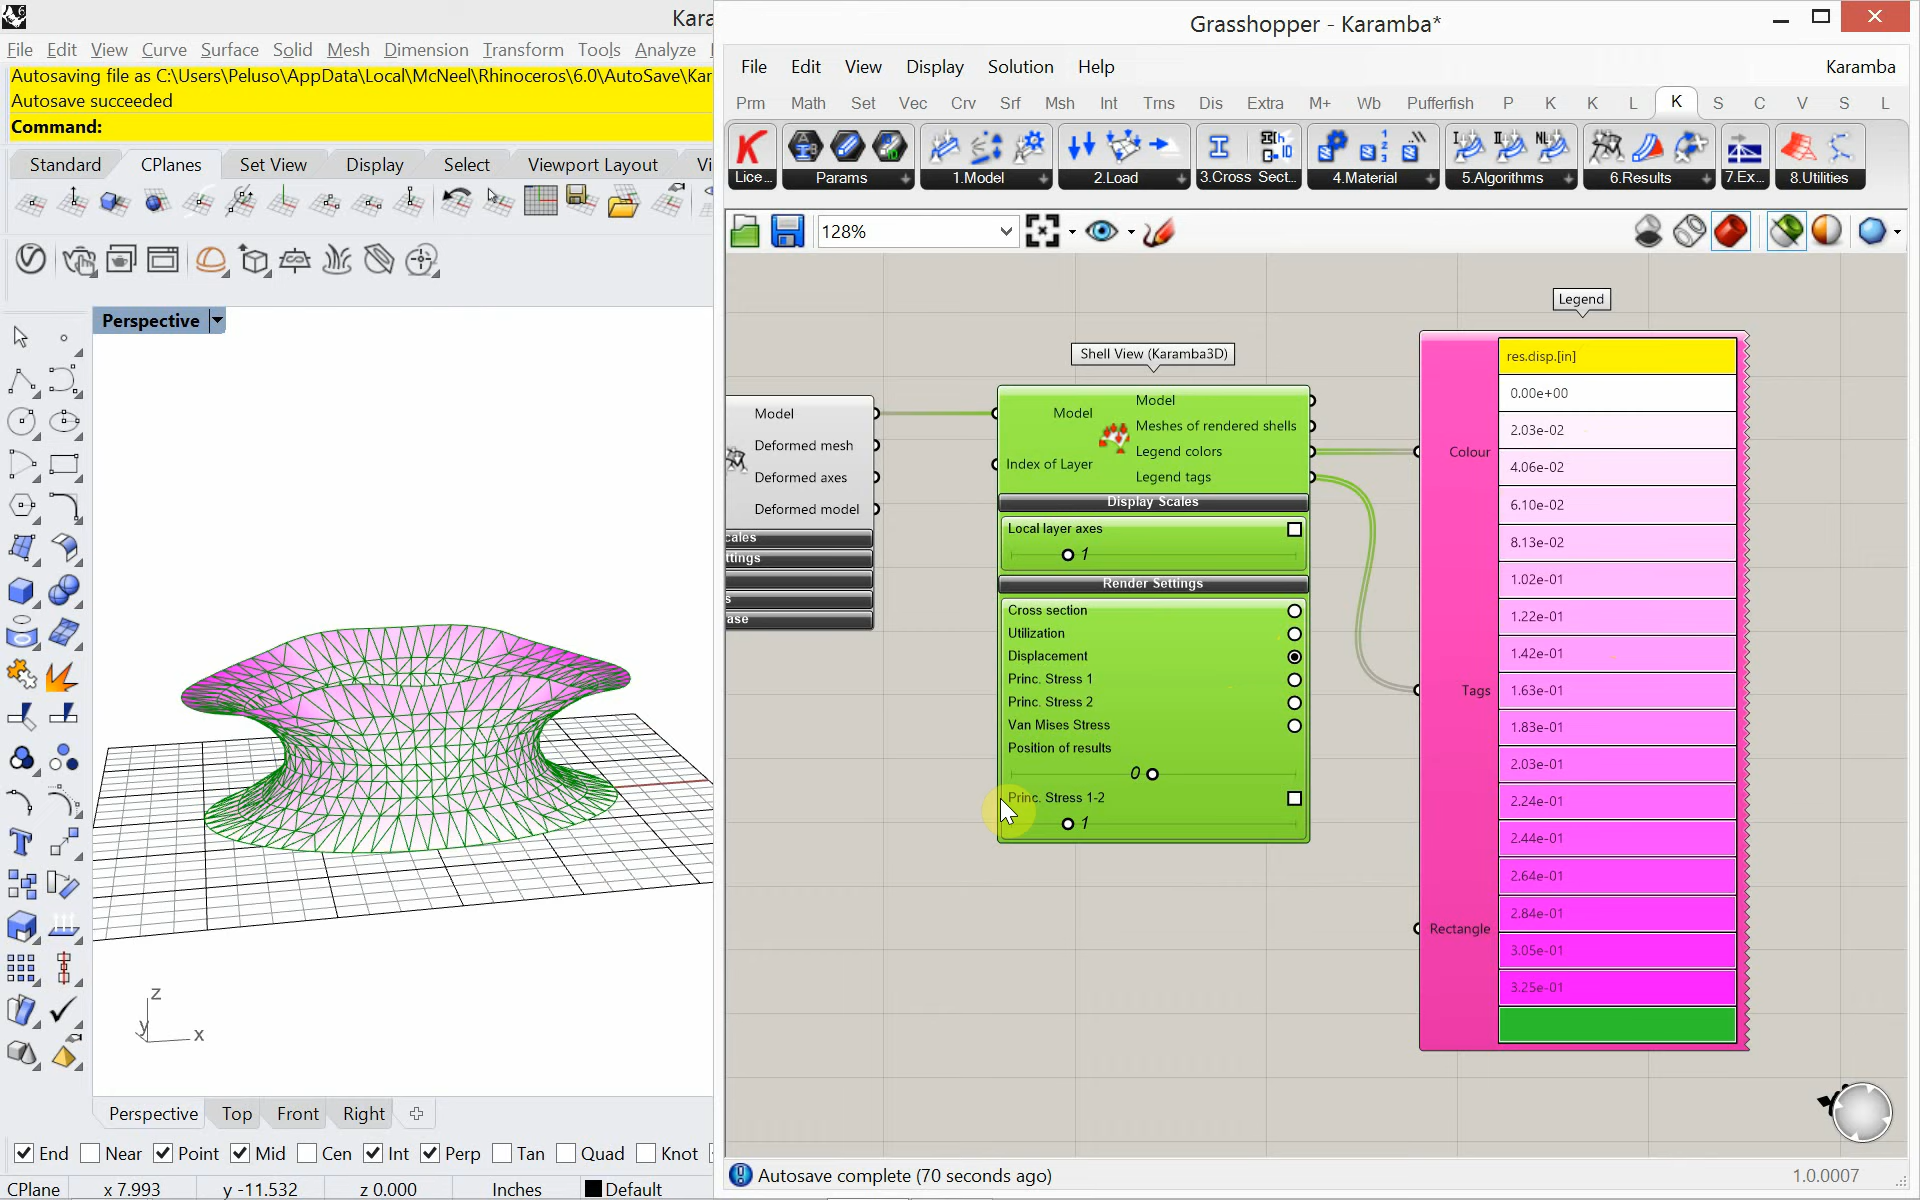 Kara
File Edit View Curve Surface Solid Mesh Dimension Transform Tools Analyze
Autosaving file as C:\Users\Peluso\AppData\Local\McNeel\Rhinoceros\6.0\AutoSave\Kar
Autosave succeeded
Command:
Standard CPlanes Set View Display Select Viewport Layout Vi
Perspective
z
y
x
Perspective Top Front Right
End Near Point Mid Cen Int Perp Tan Quad Knot
CPlane x 7.993 y -11.532 z 0.000 Inches Default
Grasshopper - Karamba*
File Edit View Display Solution Help Karamba
Prm Math Set Vec Crv Srf Msh Int Trns Dis Extra M+ Wb Pufferfish P K K L K S C V S L
Lice... Params 1.Model 2.Load 3.Cross Sect... 4.Material 5.Algorithms 6.Results 7.Ex... 8.Utilities
128%
Model
Deformed mesh
Deformed axes
Deformed model
cales
ttings
s
ase
Shell View (Karamba3D)
Model
Index of Layer
Model
Meshes of rendered shells
Legend colors
Legend tags
Display Scales
Local layer axes
1
Render Settings
Cross section
Utilization
Displacement
Princ. Stress 1
Princ. Stress 2
Van Mises Stress
Position of results
0
Princ. Stress 1-2
1
Legend
Colour
Tags
Rectangle
res.disp.[in]
0.00e+00
2.03e-02
4.06e-02
6.10e-02
8.13e-02
1.02e-01
1.22e-01
1.42e-01
1.63e-01
1.83e-01
2.03e-01
2.24e-01
2.44e-01
2.64e-01
2.84e-01
3.05e-01
3.25e-01
Autosave complete (70 seconds ago)
1.0.0007